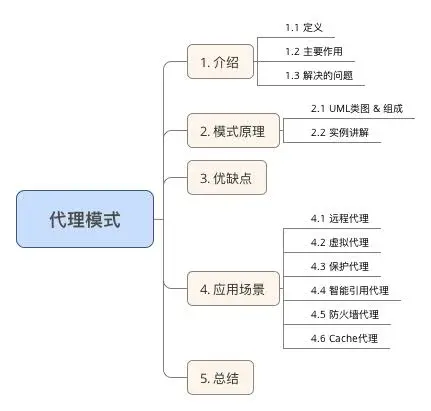 代理模式
1. 介绍
1.1 定义
1.2 主要作用
1.3 解决的问题
2. 模式原理
2.1 UML类图 & 组成
2.2 实例讲解
3. 优缺点
4. 应用场景
4.1 远程代理
4.2 虚拟代理
4.3 保护代理
4.4 智能引用代理
4.5 防火墙代理
4.6 Cache代理
5. 总结